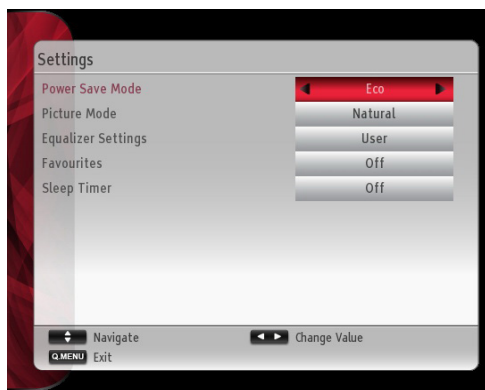 Settings
Power Save Mode Eco
Picture Mode Natural
Equalizer Settings User
Favourites Off
Sleep Timer Off
Navigate Change Value
Q.MENU Exit